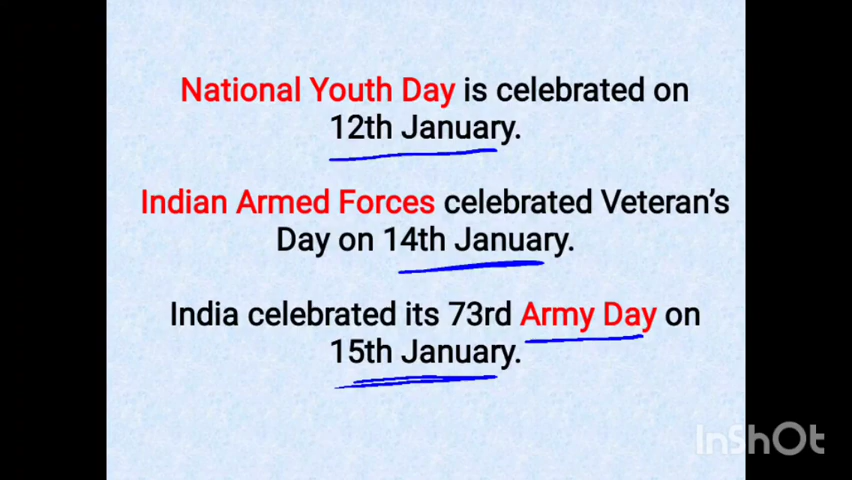 National Youth Day is celebrated on
12th January.
Indian Armed Forces celebrated Veteran's
Day on 14th January.
India celebrated its 73rd Army Day on
15th January.
InShOt